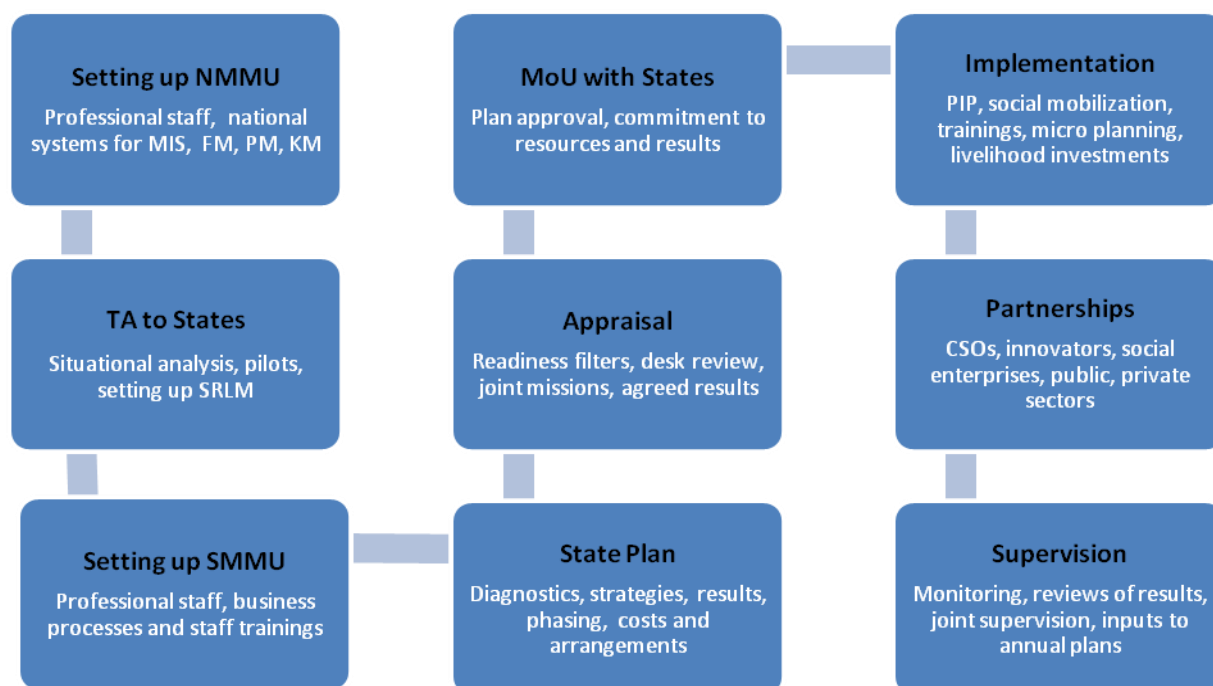 Setting up NMMU
Professional staff, national
systems for MIS, FM, PM, KM
TA to States
Situational analysis, pilots,
setting up SRLM
Setting up SMMU
Professional staff, business
processes and staff trainings
State Plan
Diagnostics, strategies, results,
phasing, costs and
arrangements
Appraisal
Readiness filters, desk review,
joint missions, agreed results
MoU with States
Plan approval, commitment to
resources and results
Implementation
PIP, social mobilization,
trainings, micro planning,
livelihood investments
Partnerships
CSOs, innovators, social
enterprises, public, private
sectors
Supervision
Monitoring, reviews of results,
joint supervision, inputs to
annual plans